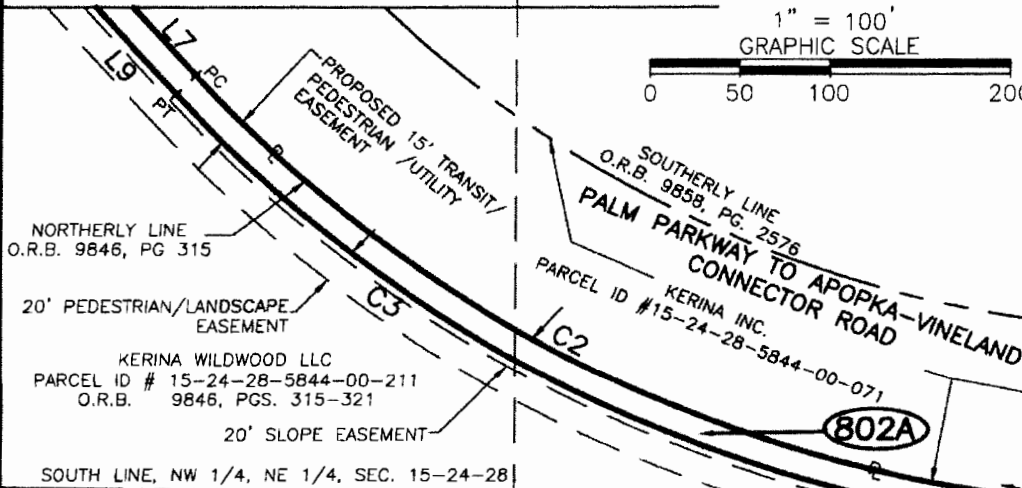 1" = 100'
GRAPHIC SCALE
0 50 100 200
L7
L9
PC
PT
PROPOSED 15' TRANSIT/
PEDESTRIAN /UTILITY
EASEMENT
PL
SOUTHERLY LINE
O.R.B. 9858, PG. 2576
PALM PARKWAY TO APOPKA-VINELAND
CONNECTOR ROAD
NORTHERLY LINE
O.R.B. 9846, PG 315
KERINA INC.
PARCEL ID #15-24-28-5844-00-071
20' PEDESTRIAN/LANDSCAPE
EASEMENT
C3
C2
KERINA WILDWOOD LLC
PARCEL ID # 15-24-28-5844-00-211
O.R.B. 9846, PGS. 315-321
802A
20' SLOPE EASEMENT
PL
SOUTH LINE, NW 1/4, NE 1/4, SEC. 15-24-28